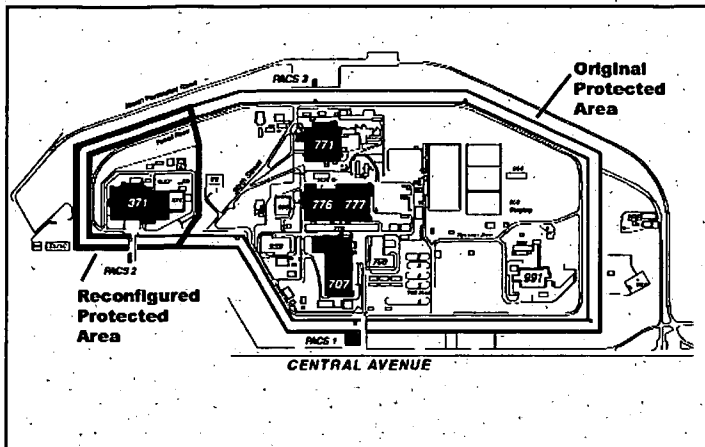 PACS 3
Original
Protected
Area
771
776 777
371
PACS 2
707
991
Reconfigured
Protected
Area
PACS 1
CENTRAL AVENUE